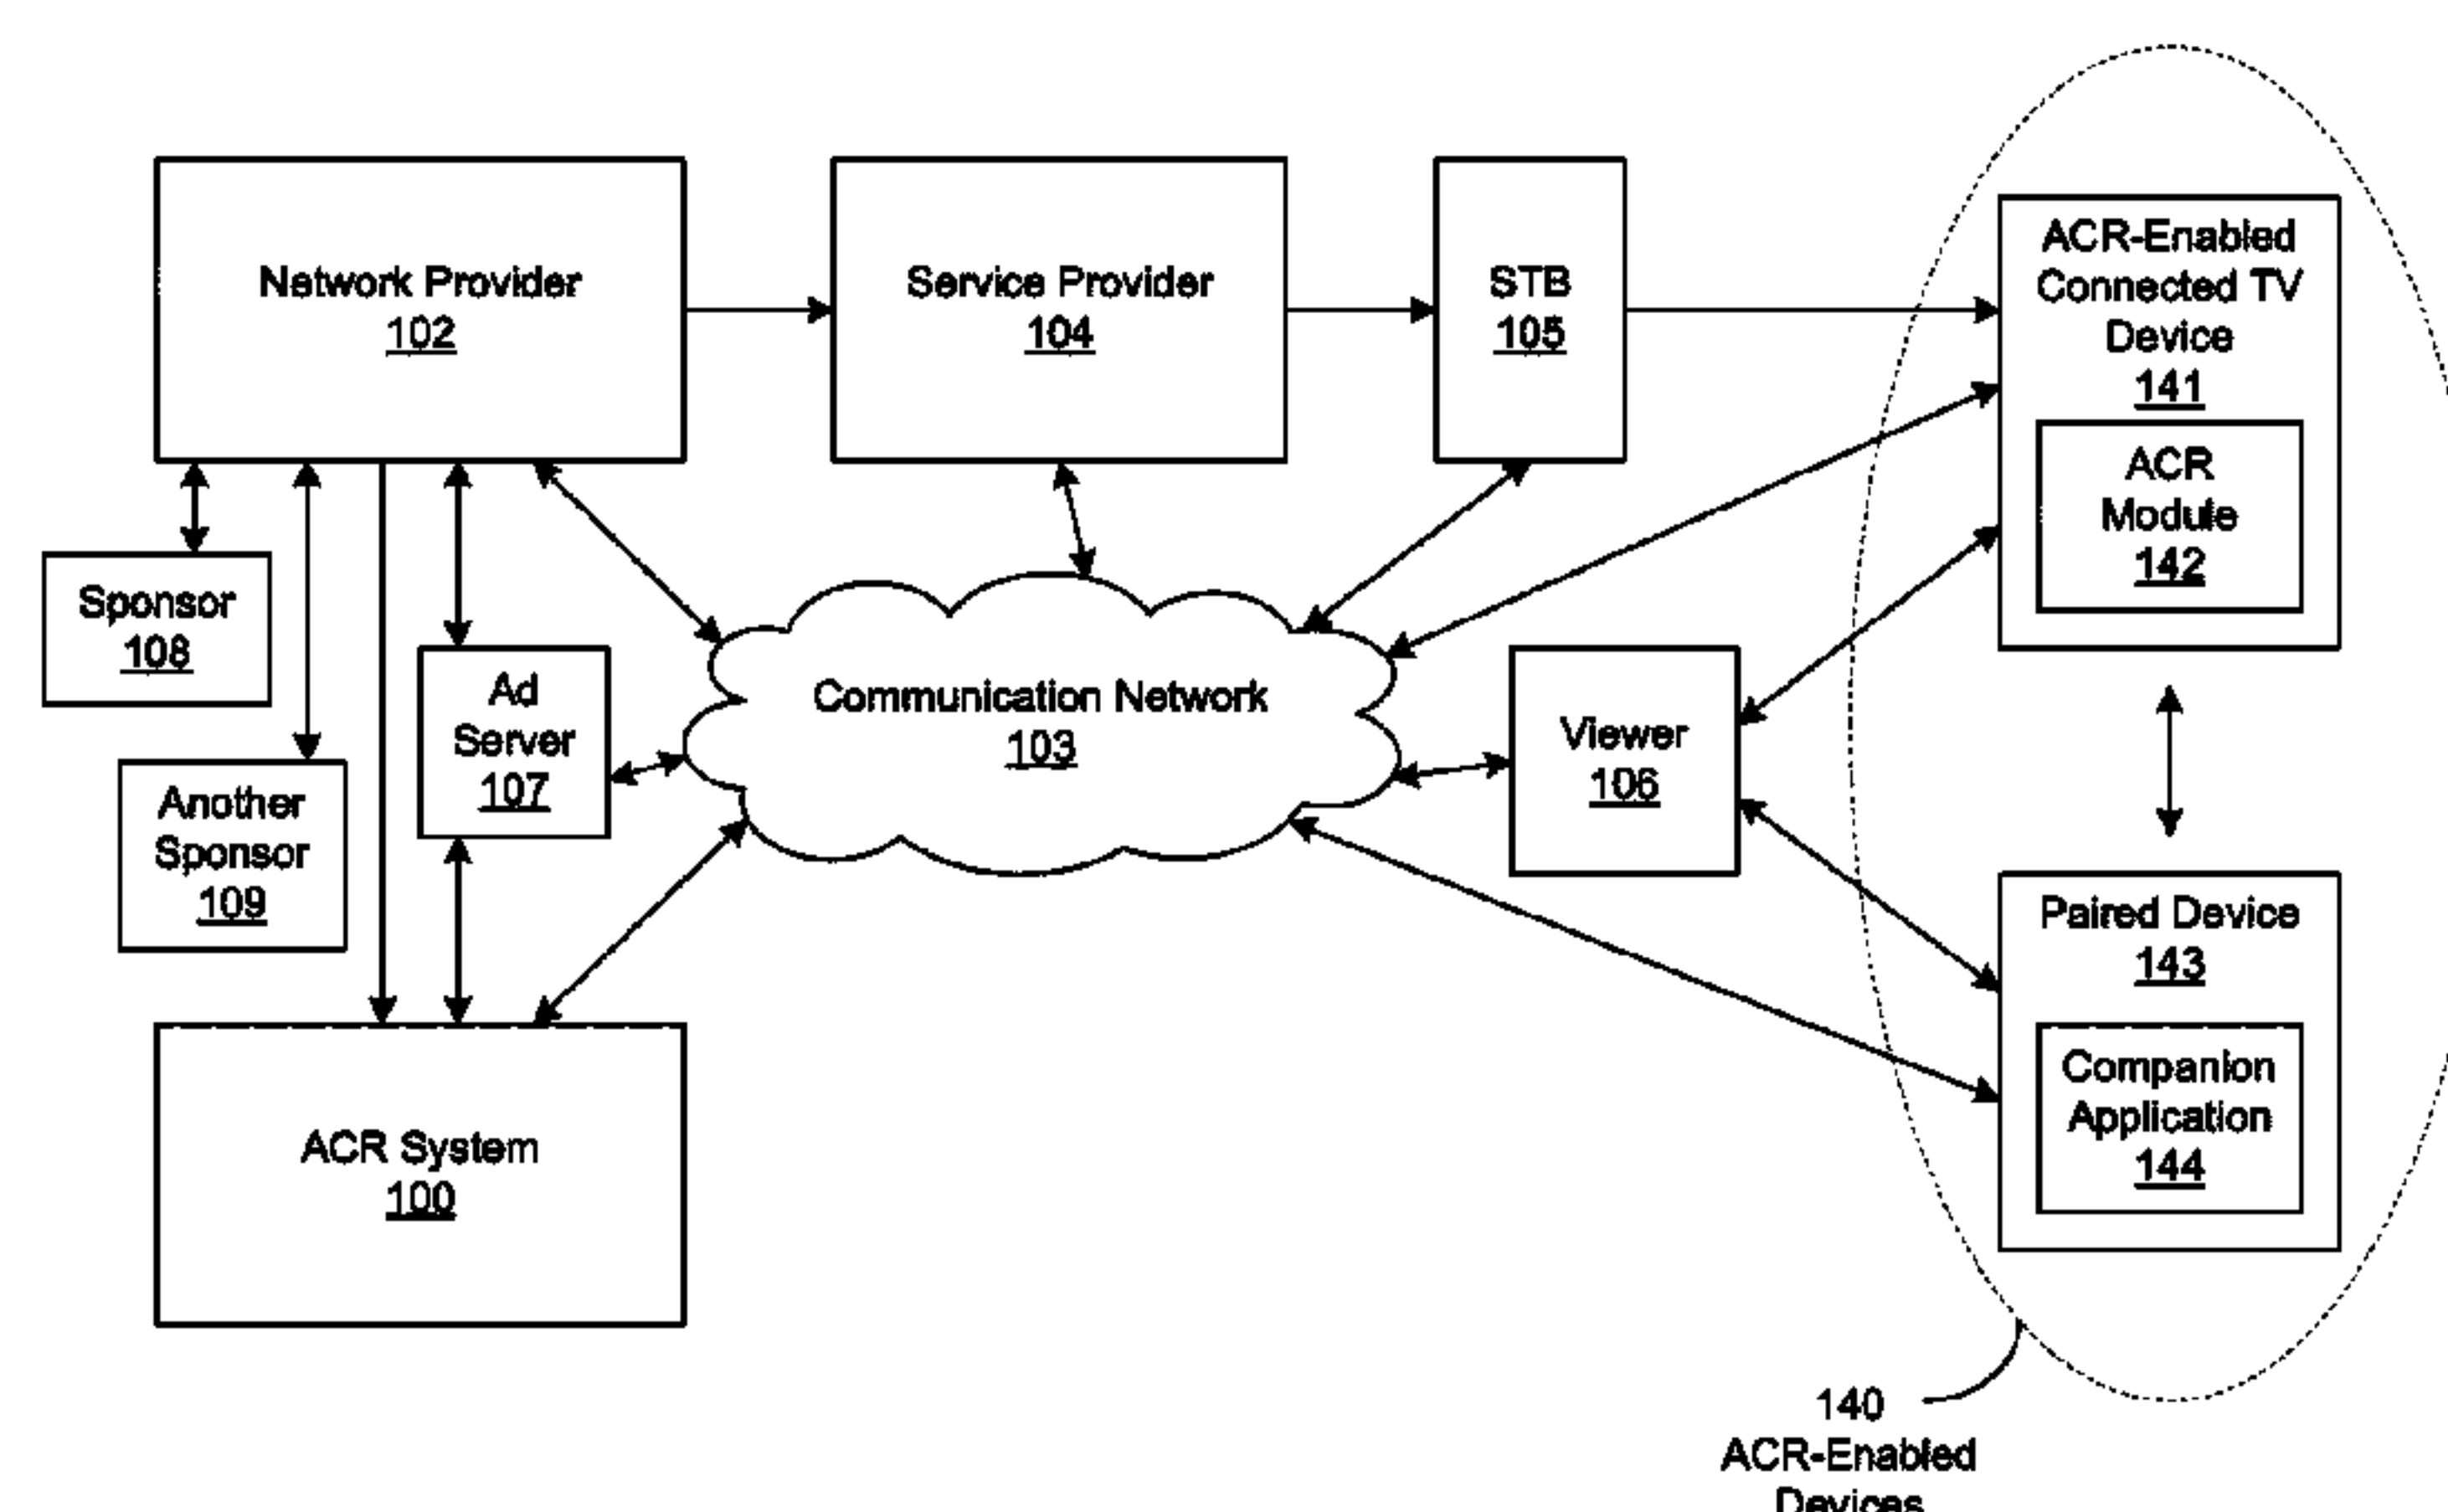 Network Provider
102
Service Provider
104
STB
105
ACR-Enabled
Connected TV
Device
141
ACR
Module
142
Sponsor
108
Another
Sponsor
109
Ad
Server
107
Communication Network
103
Viewer
106
Paired Device
143
Companion
Application
144
ACR System
100
140
ACR-Enabled
Devices